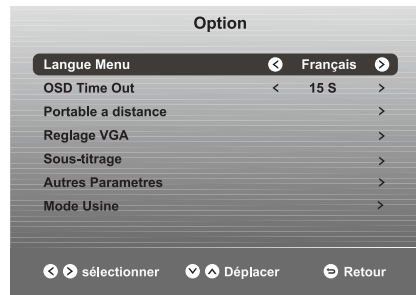 Option
Langue Menu Français
OSD Time Out < 15 S >
Portable a distance >
Reglage VGA >
Sous-titrage >
Autres Parametres >
Mode Usine >
sélectionner Déplacer Retour